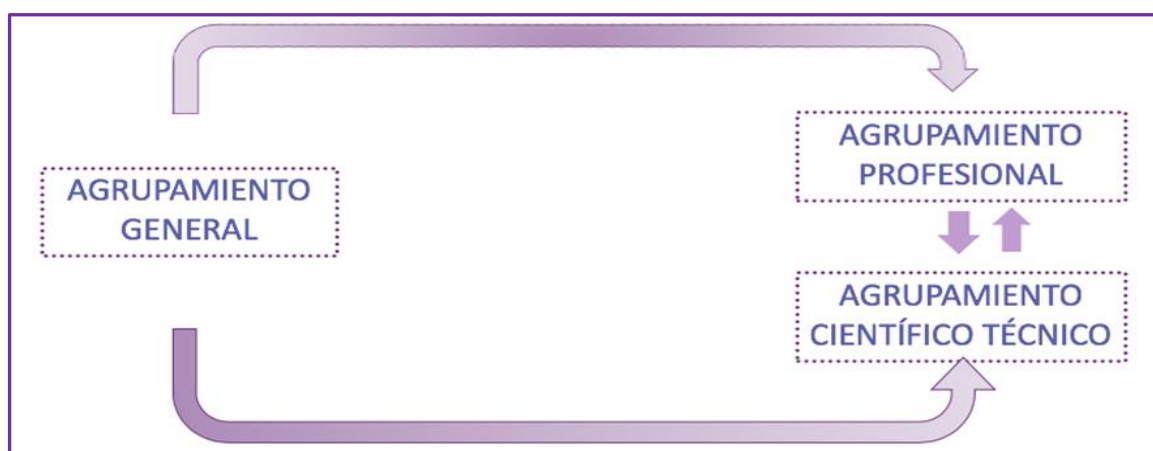 AGRUPAMIENTO
GENERAL
AGRUPAMIENTO
PROFESIONAL
AGRUPAMIENTO
CIENTÍFICO TÉCNICO